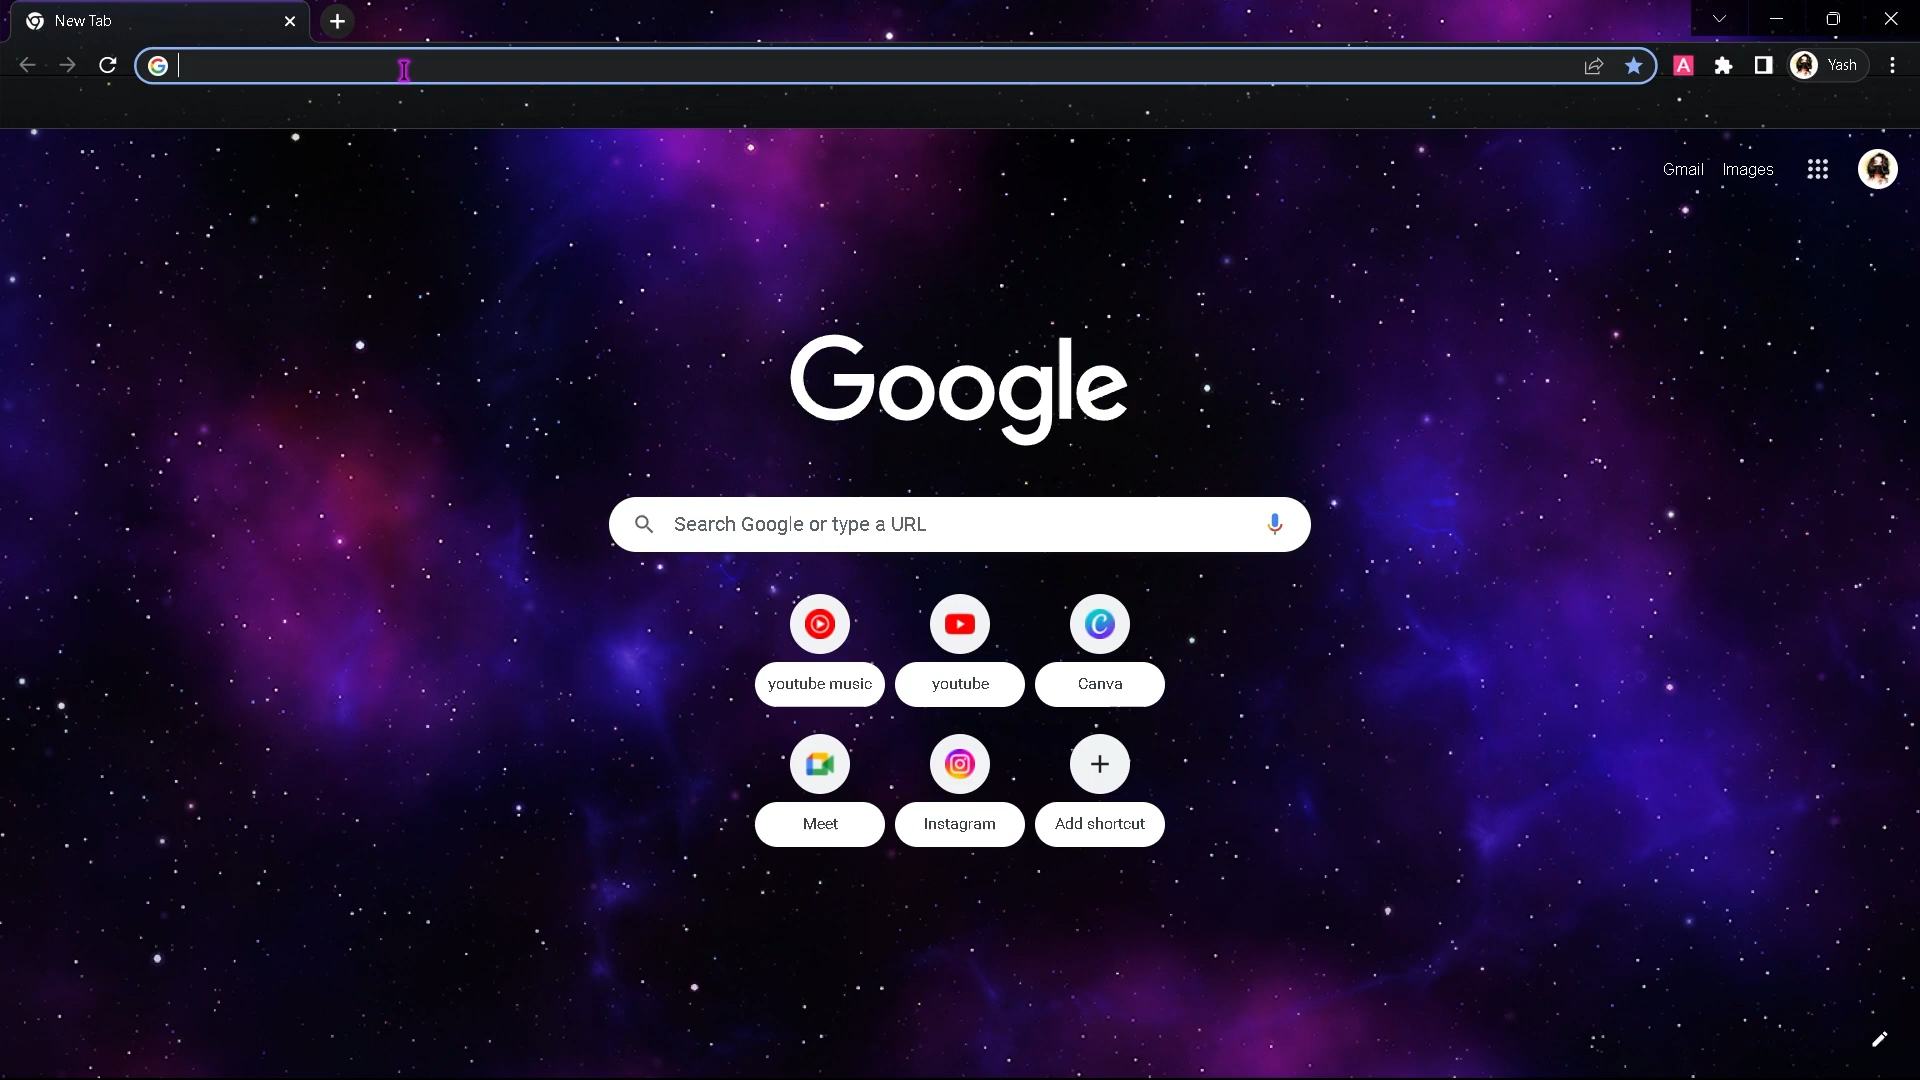 New Tab
Yash
Gmail Images
Google
Search Google or type a URL
youtube music youtube Canva
Meet Instagram Add shortcut